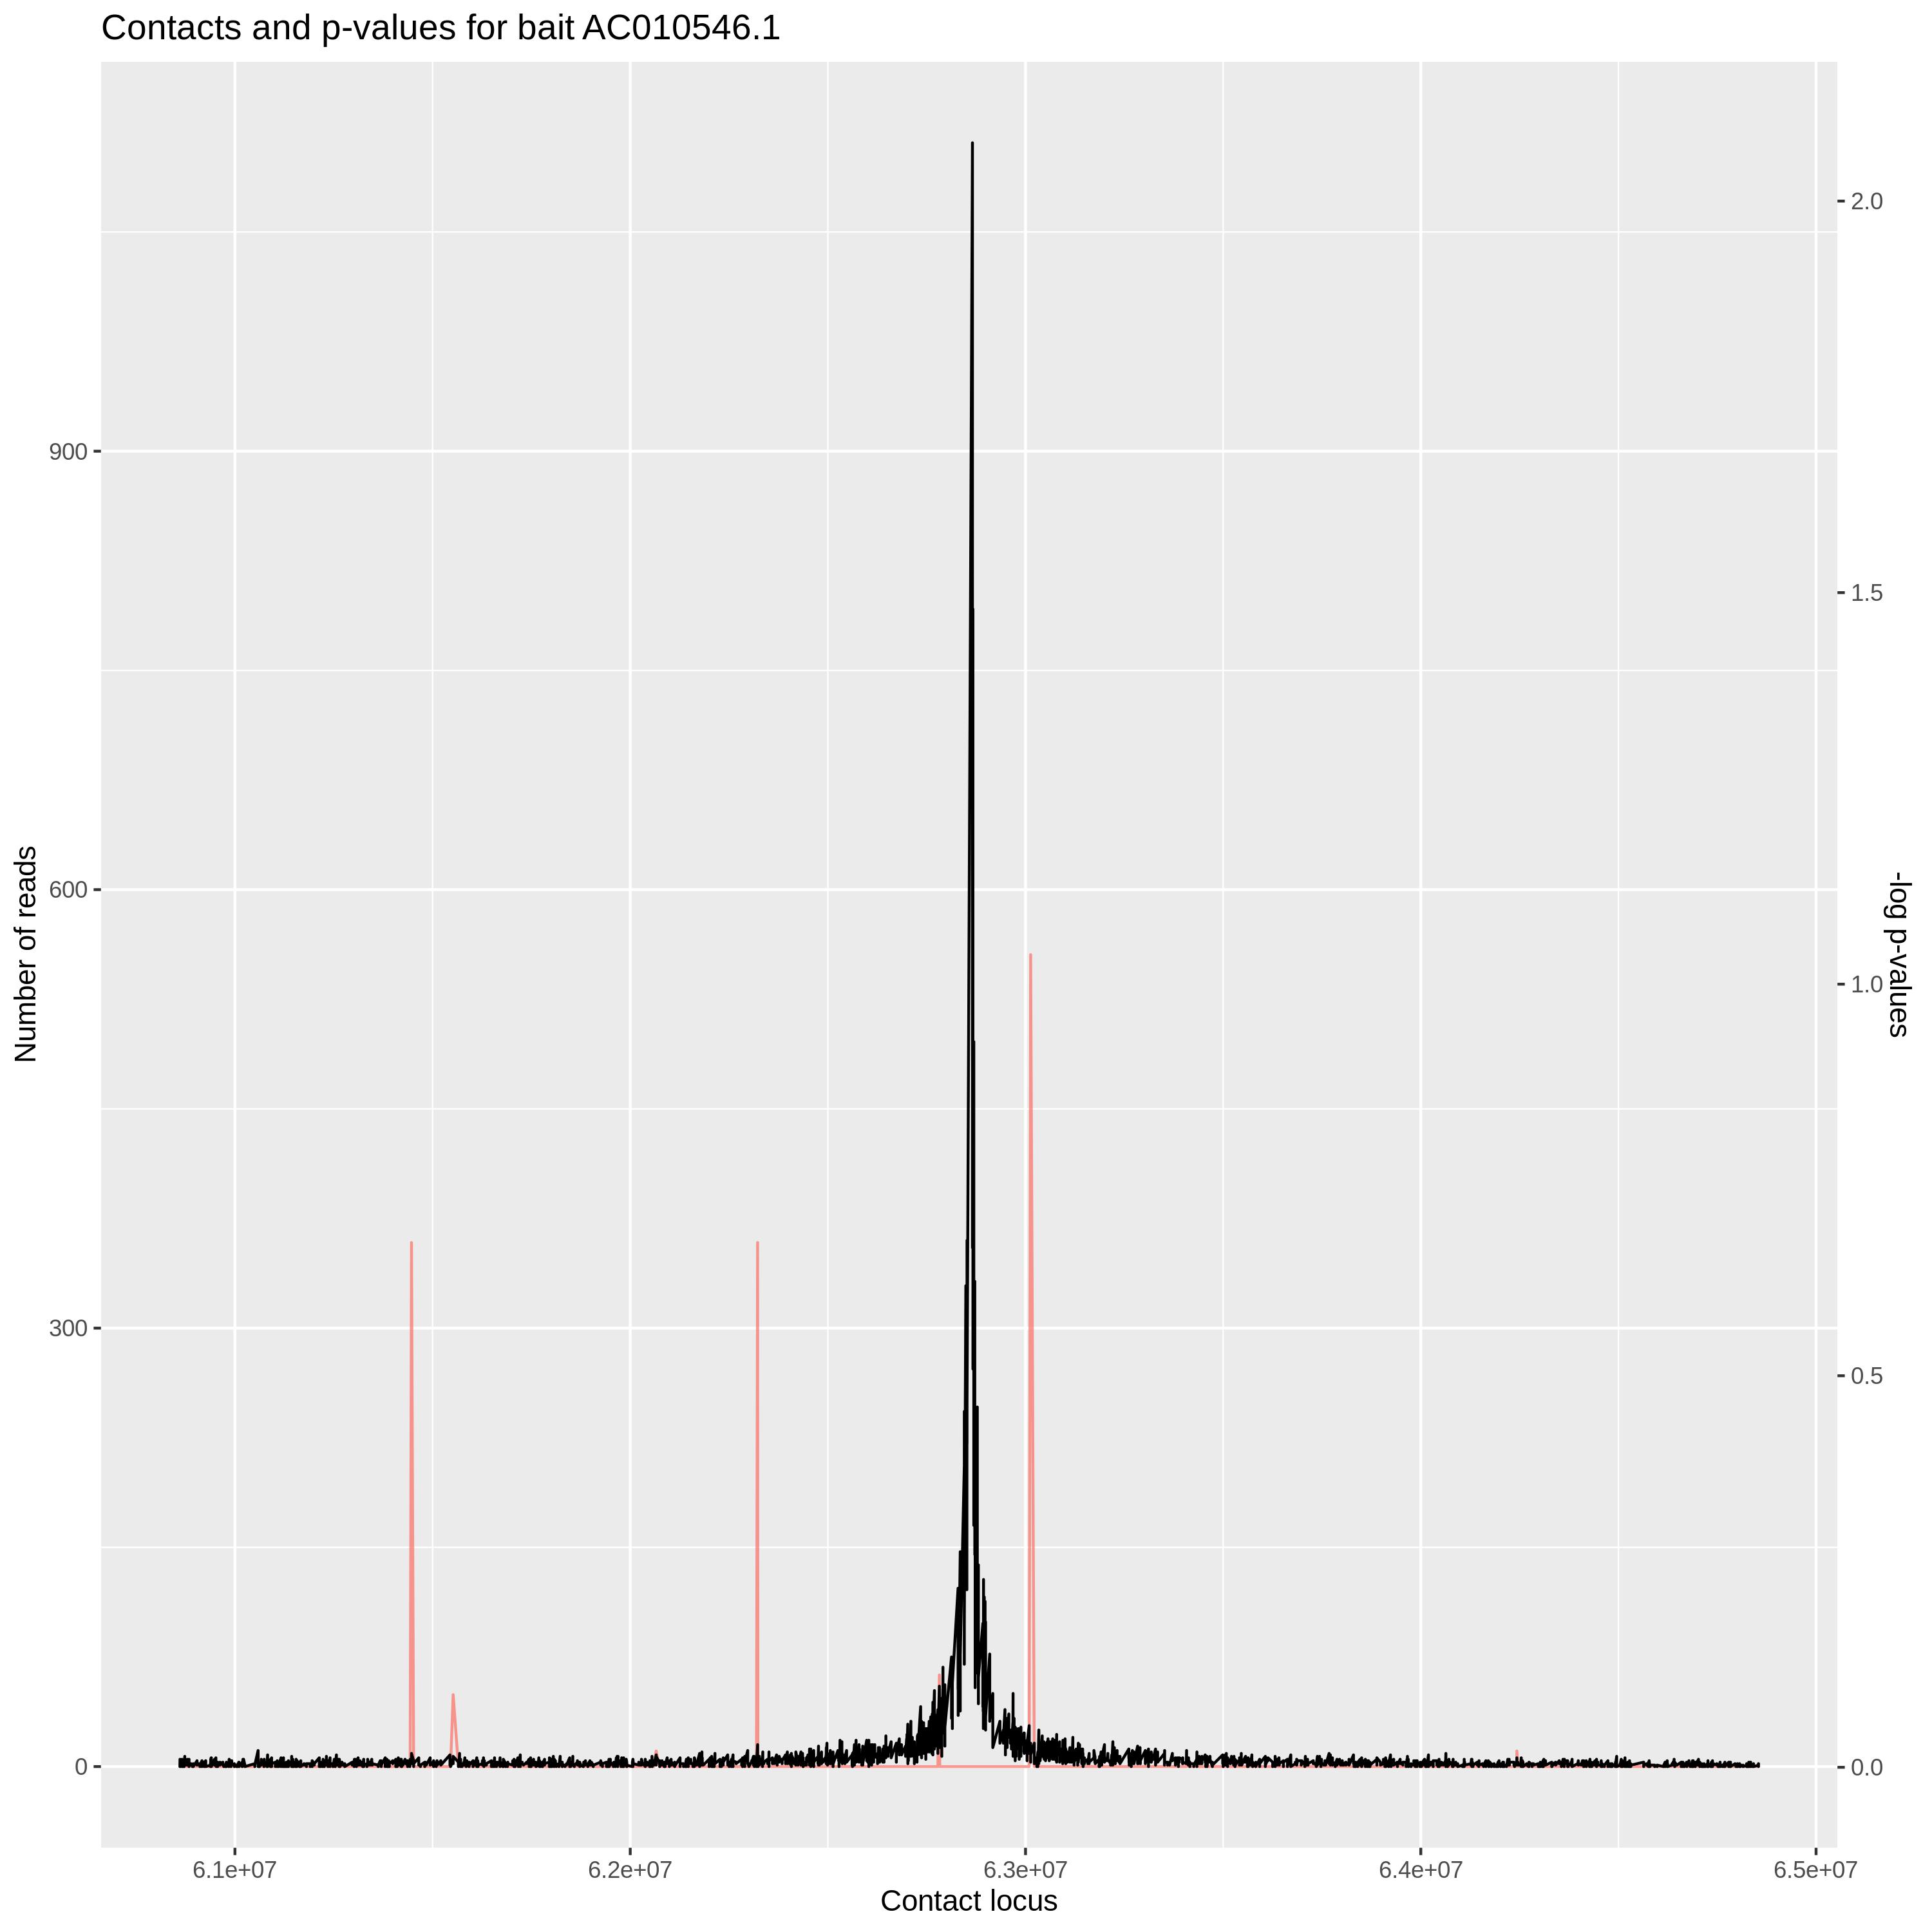 Contacts and p-values for bait AC010546.1
Number of reads
900
600
300
0
2.0
1.5
1.0
0.5
0.0
-log p-values
6.1e+07 6.2e+07 6.3e+07 6.4e+07 6.5e+07
Contact locus